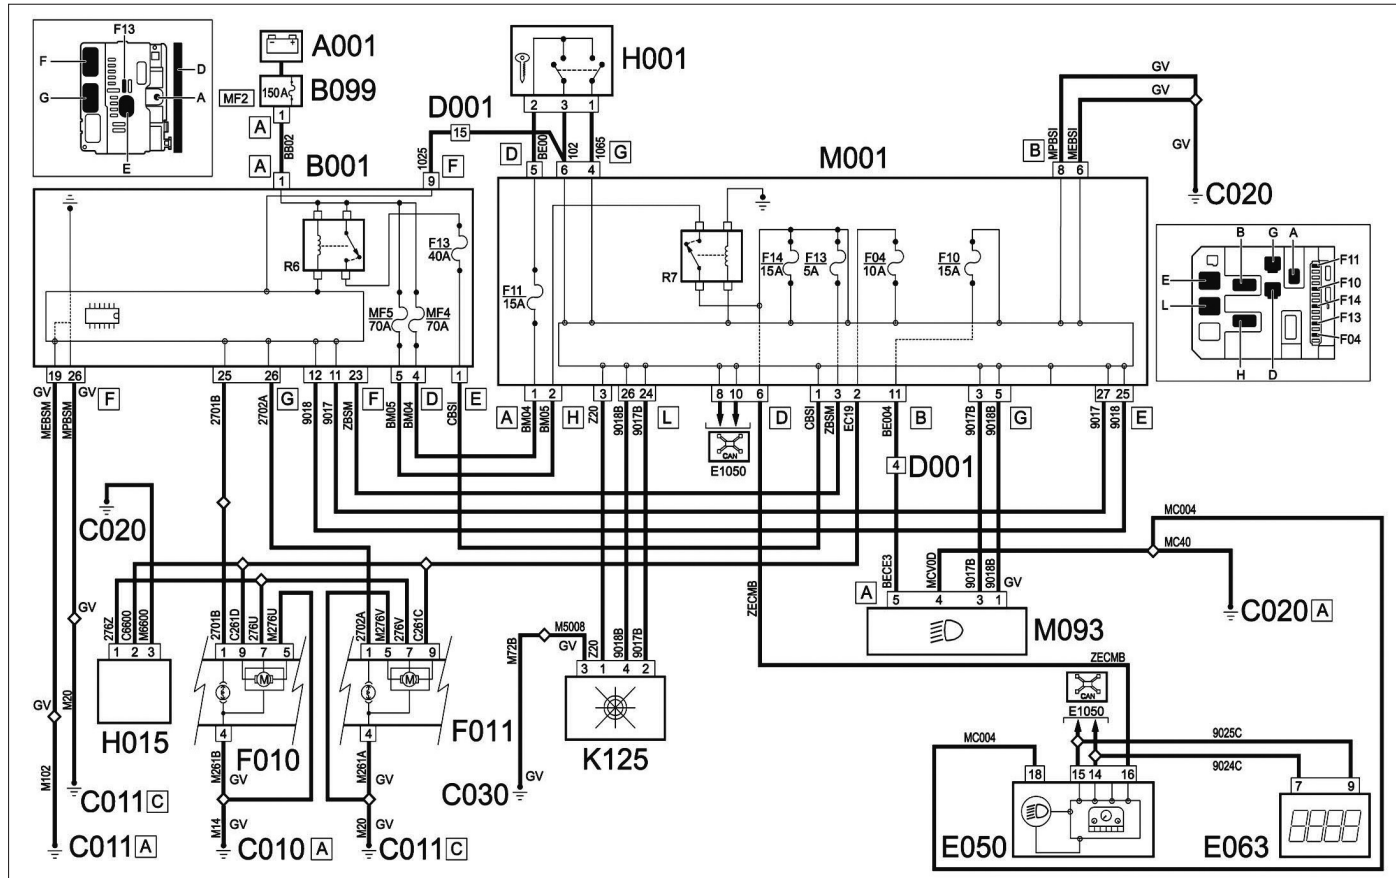 F13
F
G
D
A
E
A001
150A
B099
MF2
1
A
BB02
A
1
B001
D001
15
1025
F
9
H001
2 3 1
D
BE00
102
1065
G
5 6 4
M001
B
MPBSI
MEBSI
8 6
GV
GV
GV
C020
B G A
E
L
H D
F11
F10
F14
F13
F04
R6
F13
40A
MF5
70A
MF4
70A
F11
15A
R7
F14
15A
F13
5A
F04
10A
F10
15A
19 26
25 26
12 11 23
5 4
1
GV
GV
F
MEBSM
MPBSM
2701B
2702A
G
9018
9017
ZBSM
F
BM05
BM04
D
CBSI
E
1 2
3 26 24
8 10 6
1 3 2 11
3 5
27 25
A
BM04
BM05
H
Z20
9018B
9017B
L
CAN
E1050
D
CBSI
ZBSM
EC19
BE004
B
9017B
9018B
G
9017
9018
E
4
D001
C020
GV
GV
M20
M102
276Z
C6600
M6600
1 2 3
H015
2701B
C261D
276U
M276U
1 9 7 5
M
4
F010
M261B
GV
M14
GV
C010 A
2702A
M276V
276V
C261C
1 5 7 9
M
4
F011
M261A
GV
M20
GV
C011 C
C011 C
C011 A
M72B
M5008
GV
Z20
9018B
9017B
3 1 4 2
K125
C030
GV
ZECMB
BECE3
MCV0D
9017B
9018B
GV
A
5 4 3 1
M093
MC004
MC40
C020 A
ZECMB
CAN
E1050
MC004
9025C
9024C
18
15 14 16
E050
7 9
E063